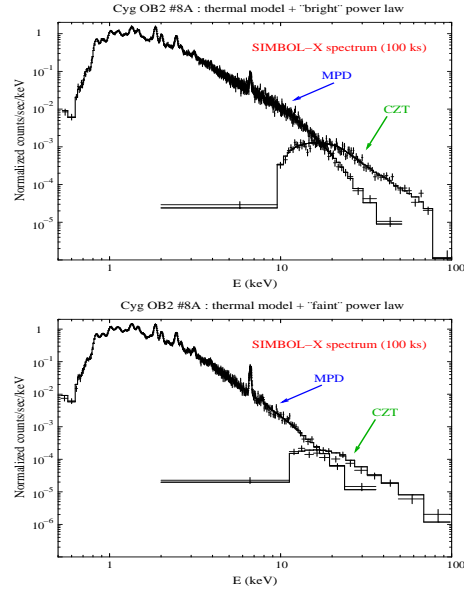 Cyg OB2 #8A : thermal model + ¨bright¨ power law
SIMBOL-X spectrum (100 ks)
MPD
CZT
Normalized counts/sec/keV
1
10⁻¹
10⁻²
10⁻³
10⁻⁴
10⁻⁵
1
10
100
E (keV)
Cyg OB2 #8A : thermal model + ¨faint¨ power law
SIMBOL-X spectrum (100 ks)
MPD
CZT
Normalized counts/sec/keV
1
10⁻¹
10⁻²
10⁻³
10⁻⁴
10⁻⁵
10⁻⁶
1
10
100
E (keV)